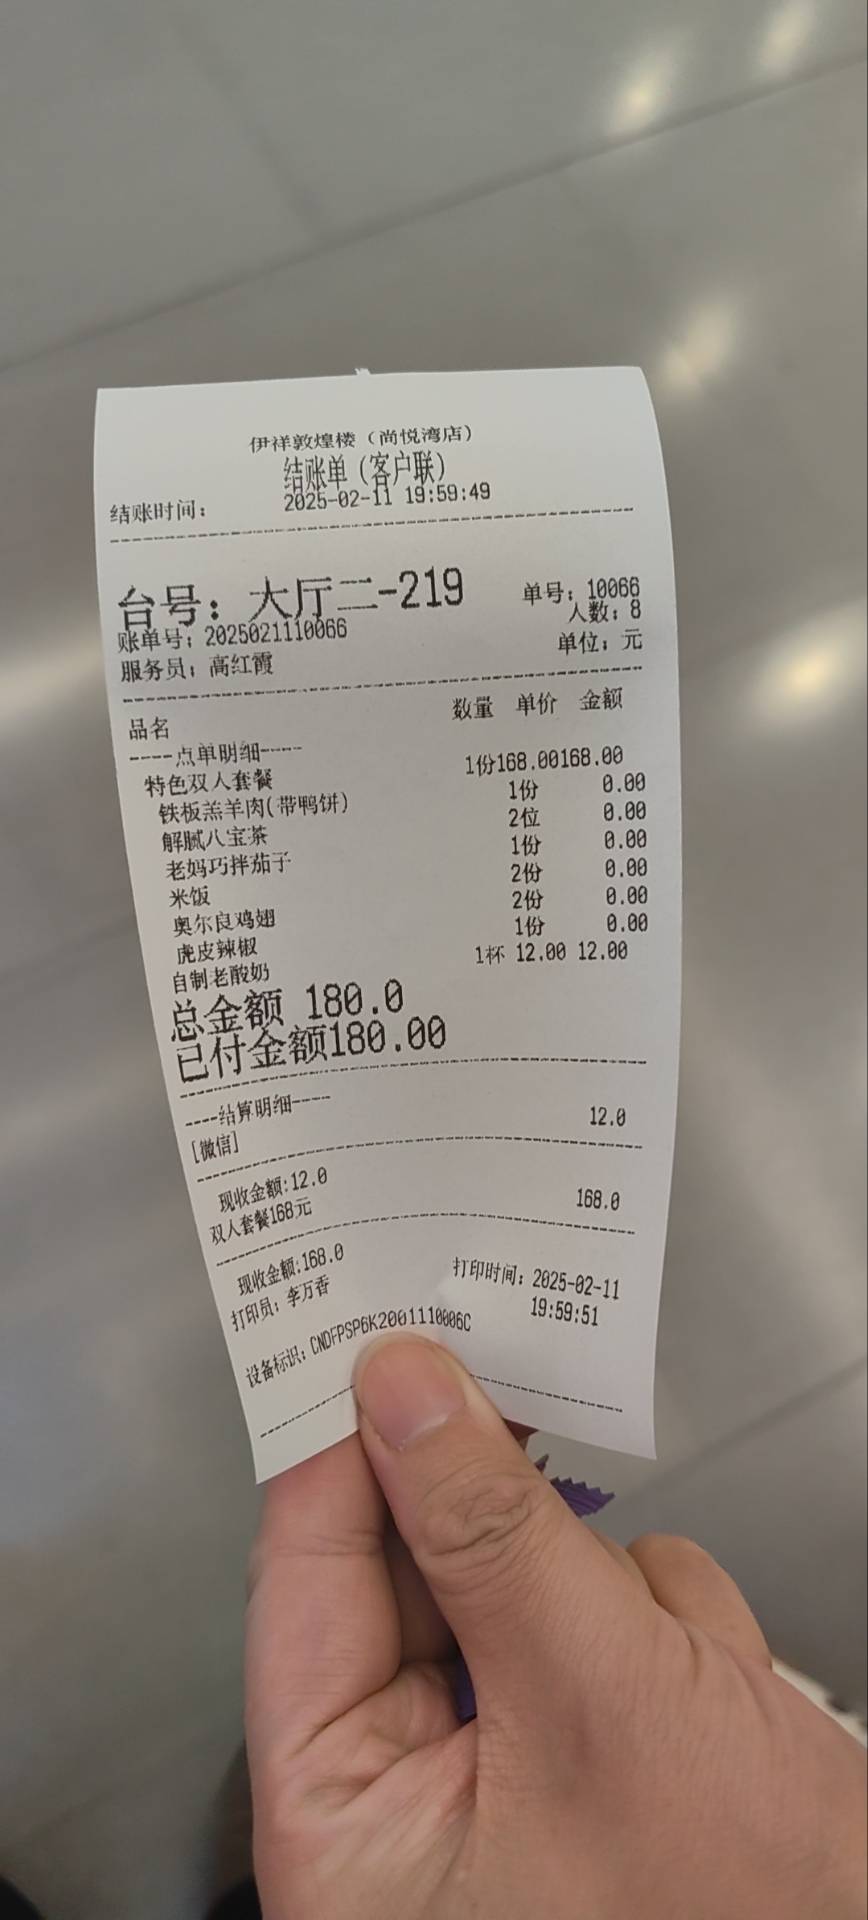 伊祥敦煌楼（尚悦湾店）
结账单（客户联）
结账时间： 2025-02-11 19:59:49
台号：大厅二-219 单号：10066
人数：8
账单号：2025021110066
服务员：高红霞 单位：元
品名 数量 单价 金额
----点单明细----
特色双人套餐 1份168.00168.00
铁板羔羊肉(带鸭饼) 1份 0.00
解腻八宝茶 2位 0.00
老妈巧拌茄子 1份 0.00
米饭 2份 0.00
奥尔良鸡翅 2份 0.00
虎皮辣椒 1份 0.00
自制老酸奶 1杯 12.00 12.00
总金额 180.0
已付金额180.00
----结算明细----
[微信] 12.0
现收金额:12.0
双人套餐168元 168.0
现收金额:168.0
打印员：李万香 打印时间：2025-02-11
19:59:51
设备标识：CNDFPSP6K2001110006C